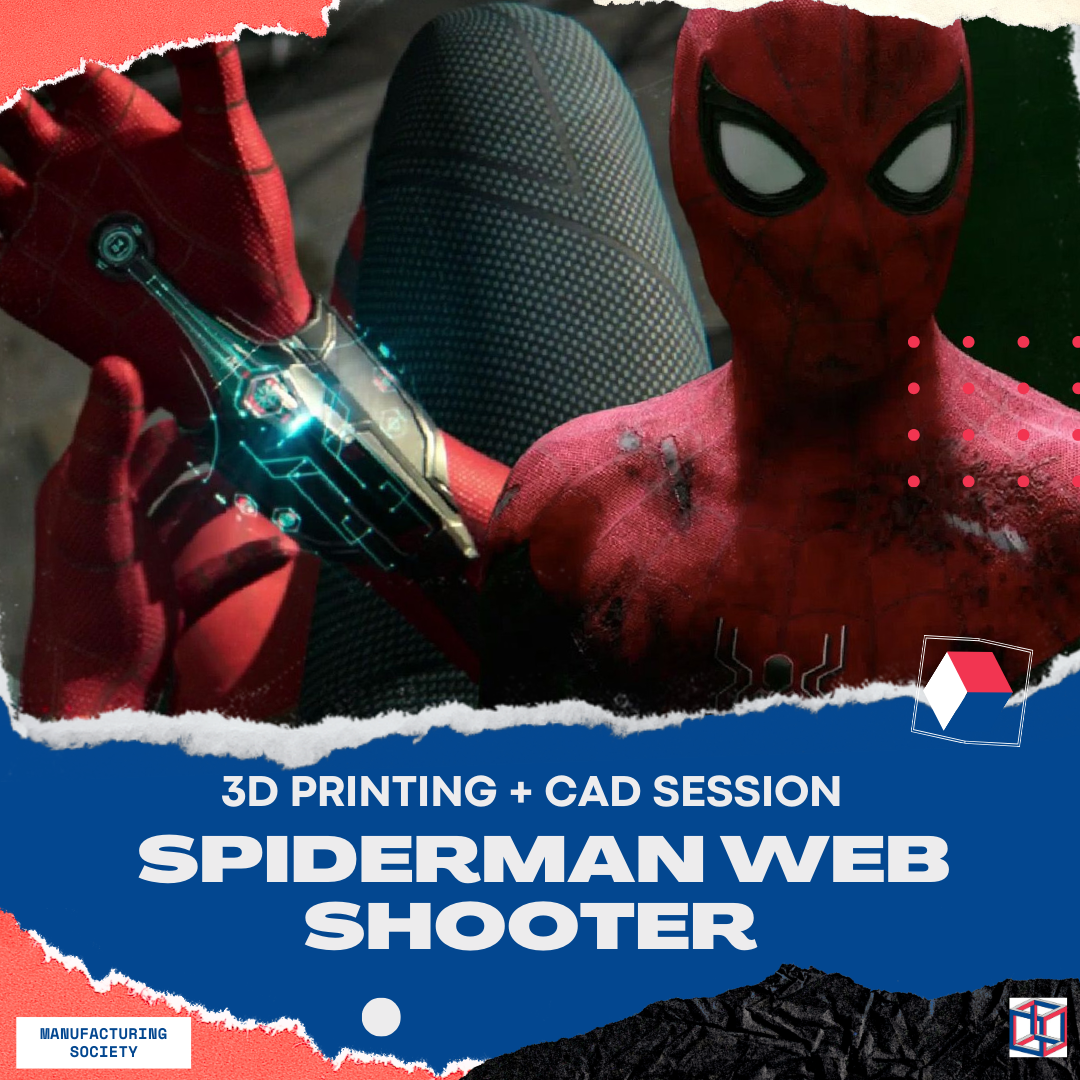 3D PRINTING + CAD SESSION
SPIDERMAN WEB
SHOOTER
MANUFACTURING
SOCIETY